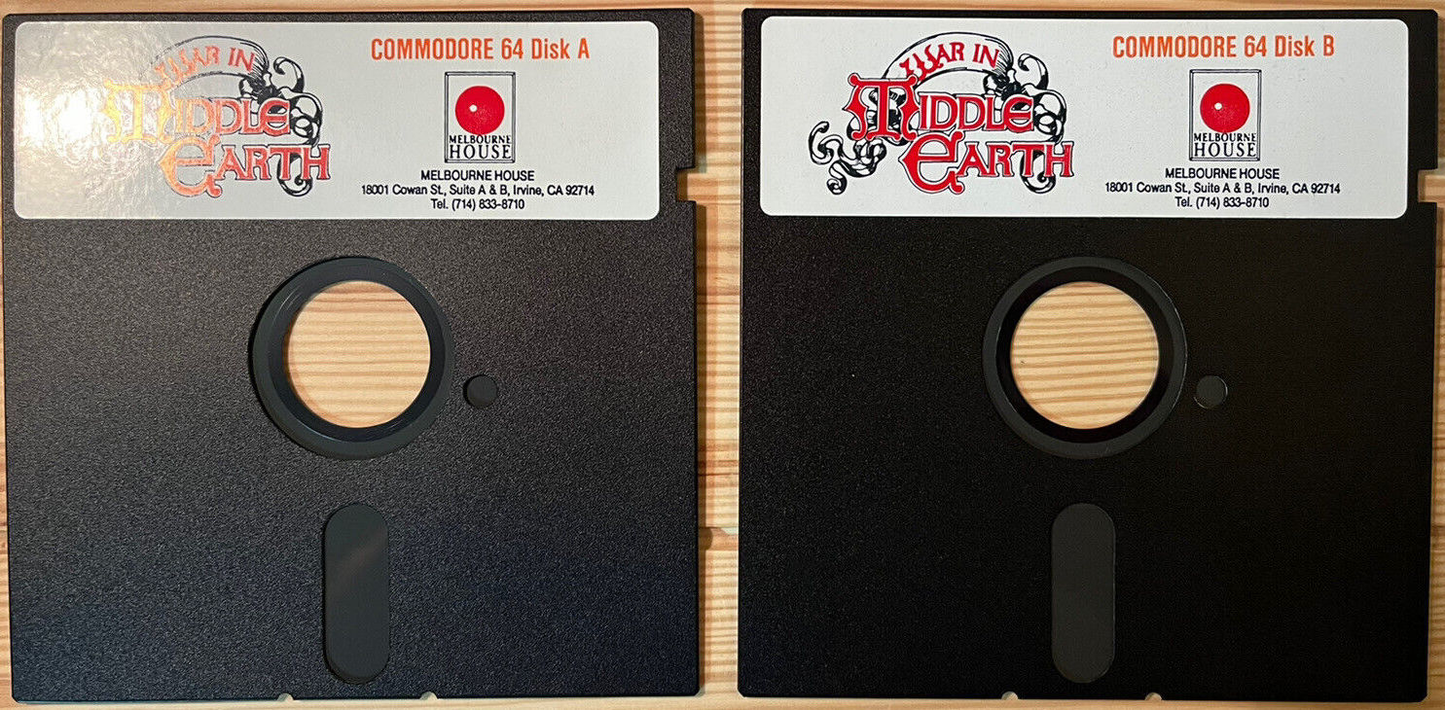 WAR IN
MIDDLE
EARTH
COMMODORE 64 Disk A
MELBOURNE
HOUSE
MELBOURNE HOUSE
18001 Cowan St., Suite A & B, Irvine, CA 92714
Tel. (714) 833-8710
WAR IN
MIDDLE
EARTH
COMMODORE 64 Disk B
MELBOURNE
HOUSE
MELBOURNE HOUSE
18001 Cowan St., Suite A & B, Irvine, CA 92714
Tel. (714) 833-8710